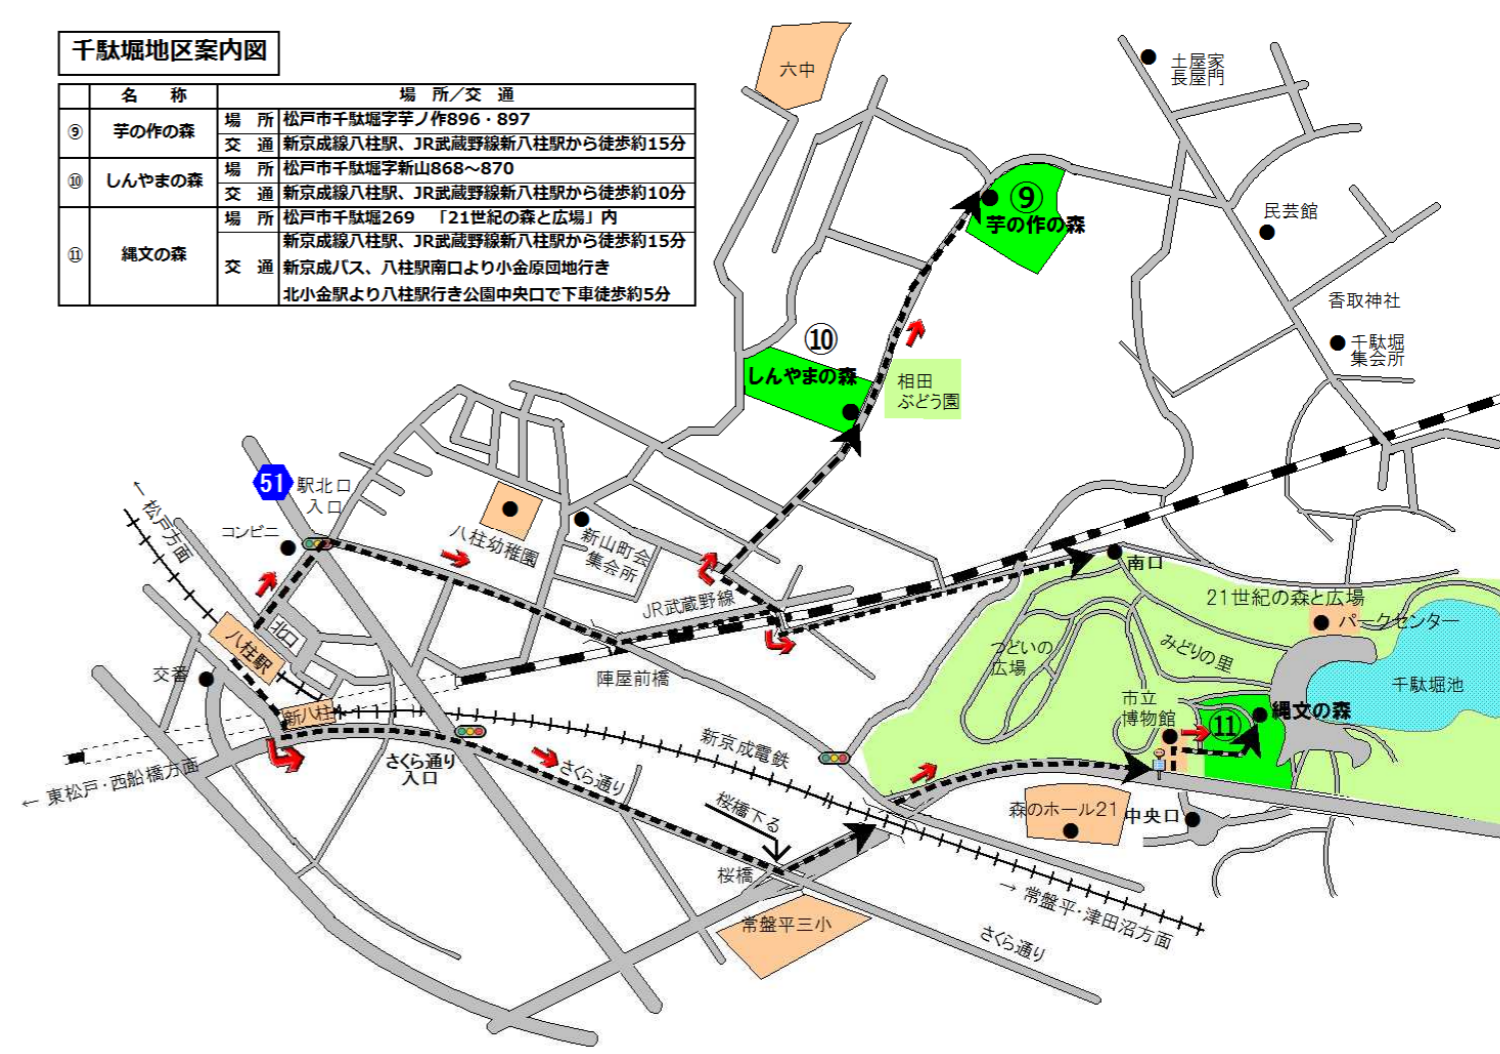 千駄堀地区案内図
名　称
場　所／交　通
⑨
芋の作の森
場　所
松戸市千駄堀字芋ノ作896・897
交　通
新京成線八柱駅、JR武蔵野線新八柱駅から徒歩約15分
⑩
しんやまの森
場　所
松戸市千駄堀字新山868～870
交　通
新京成線八柱駅、JR武蔵野線新八柱駅から徒歩約10分
⑪
縄文の森
場　所
松戸市千駄堀269　「21世紀の森と広場」内
交　通
新京成線八柱駅、JR武蔵野線新八柱駅から徒歩約15分
新京成バス、八柱駅南口より小金原団地行き
北小金駅より八柱駅行き公園中央口で下車徒歩約5分
六中
土屋家
長屋門
⑨
芋の作の森
民芸館
香取神社
千駄堀
集会所
⑩
しんやまの森
相田
ぶどう園
51
駅北口
入口
← 松戸方面
コンビニ
八柱幼稚園
新山町会
集会所
JR武蔵野線
北口
八柱駅
交番
新八柱
陣屋前橋
南口
21世紀の森と広場
パークセンター
つどいの
広場
みどりの里
千駄堀池
市立
博物館
⑪
縄文の森
新京成電鉄
さくら通り
入口
さくら通り
← 東松戸・西船橋方面
桜橋下る
森のホール21
中央口
桜橋
常盤平三小
→ 常盤平・津田沼方面
さくら通り